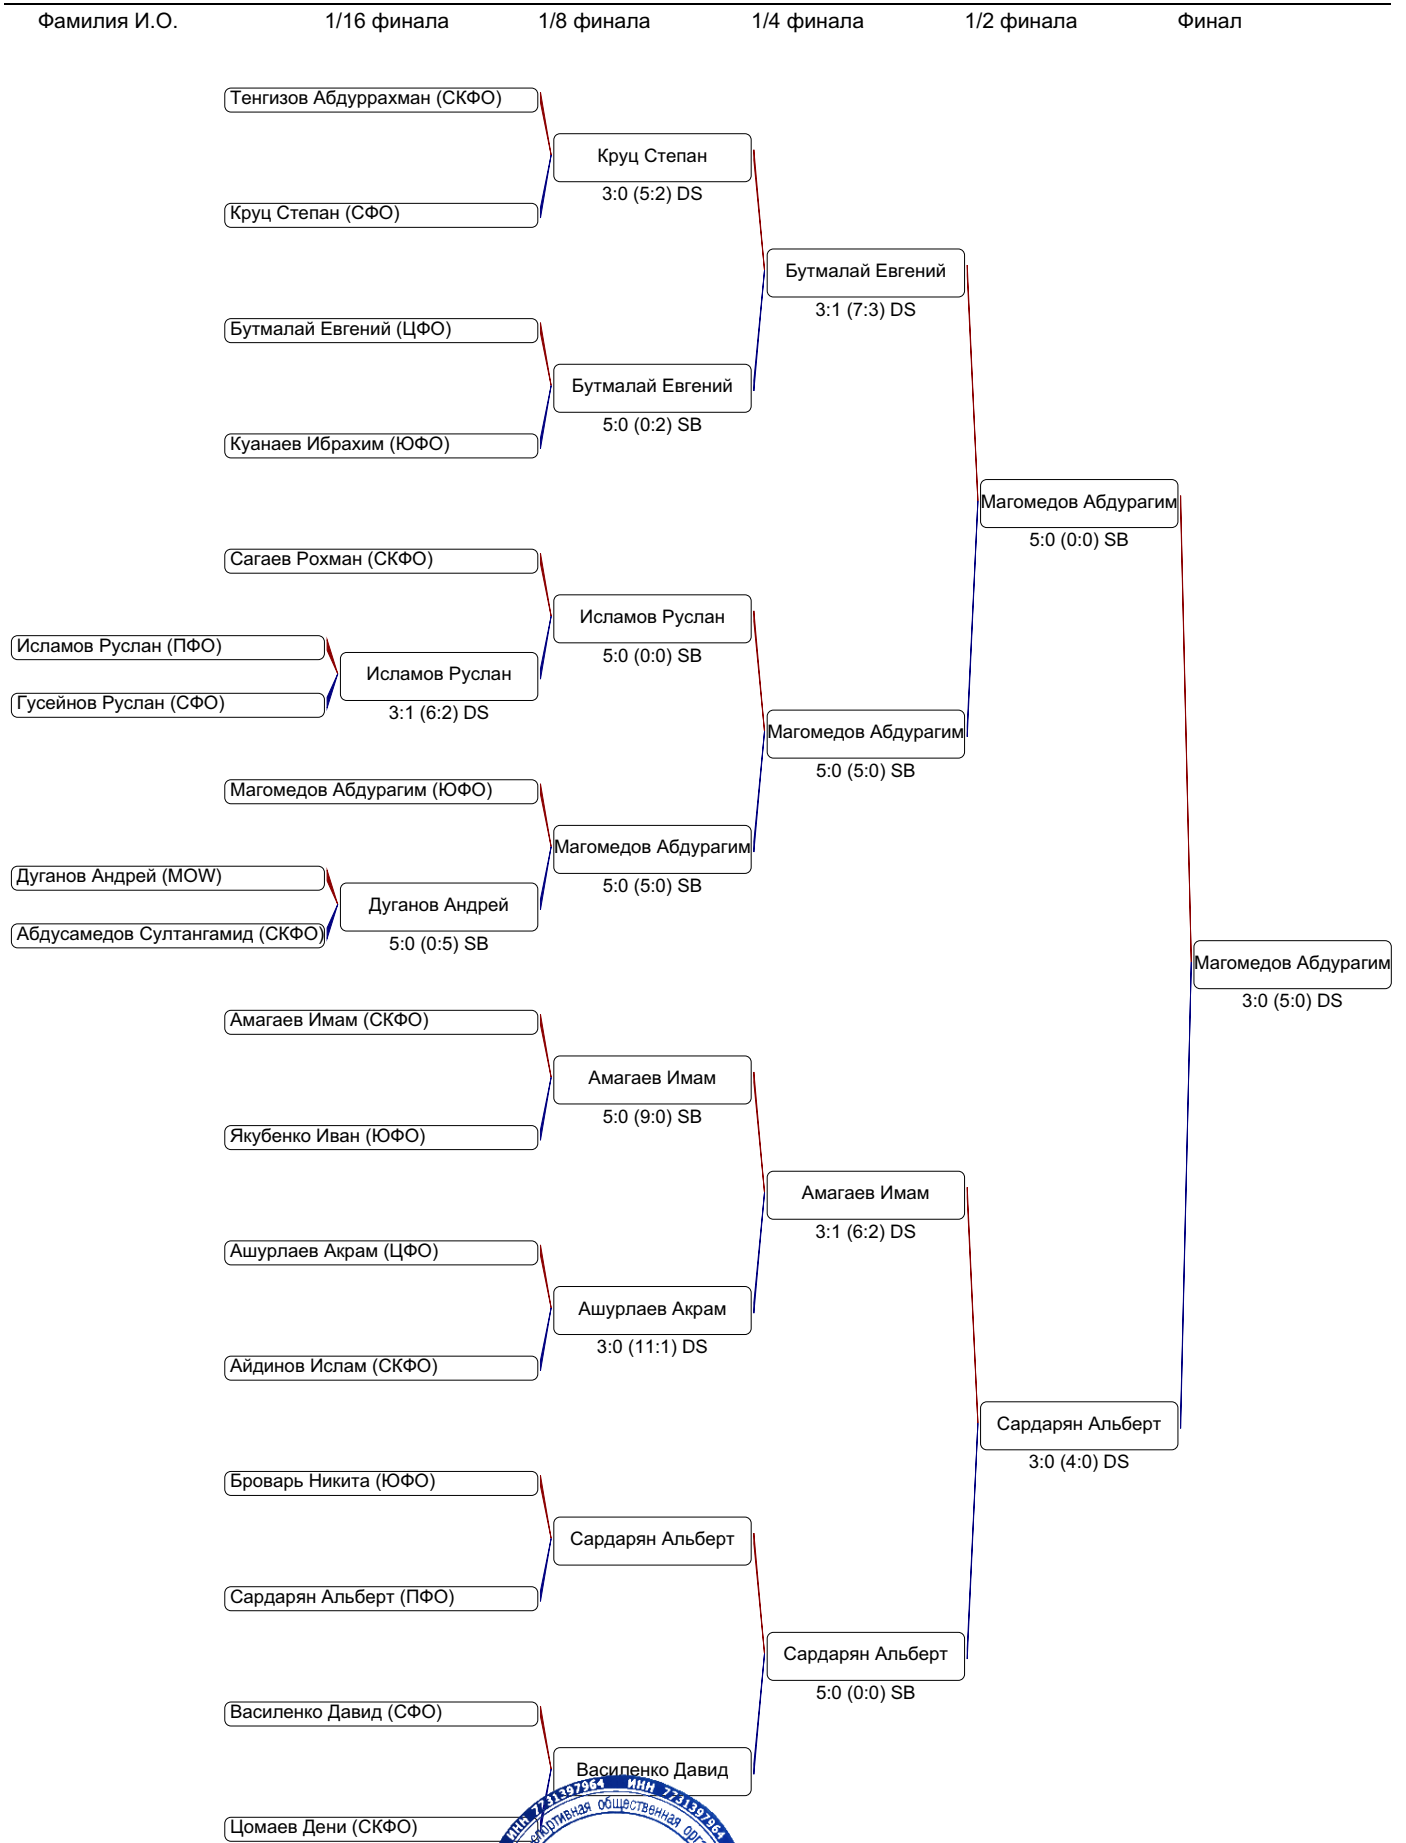 Фамилия И.О. 1/16 финала 1/8 финала 1/4 финала 1/2 финала Финал
Тенгизов Абдуррахман (СКФО)
Круц Степан
3:0 (5:2) DS
Круц Степан (СФО)
Бутмалай Евгений
3:1 (7:3) DS
Бутмалай Евгений (ЦФО)
Бутмалай Евгений
5:0 (0:2) SB
Куанаев Ибрахим (ЮФО)
Магомедов Абдурагим
5:0 (0:0) SB
Сагаев Рохман (СКФО)
Исламов Руслан
5:0 (0:0) SB
Исламов Руслан (ПФО)
Исламов Руслан
Гусейнов Руслан (СФО)
3:1 (6:2) DS
Магомедов Абдурагим
5:0 (5:0) SB
Магомедов Абдурагим (ЮФО)
Магомедов Абдурагим
5:0 (5:0) SB
Дуганов Андрей (MOW)
Дуганов Андрей
Абдусамедов Султангамид (СКФО)
5:0 (0:5) SB
Магомедов Абдурагим
3:0 (5:0) DS
Амагаев Имам (СКФО)
Амагаев Имам
5:0 (9:0) SB
Якубенко Иван (ЮФО)
Амагаев Имам
3:1 (6:2) DS
Ашурлаев Акрам (ЦФО)
Ашурлаев Акрам
3:0 (11:1) DS
Айдинов Ислам (СКФО)
Сардарян Альберт
3:0 (4:0) DS
Броварь Никита (ЮФО)
Сардарян Альберт
Сардарян Альберт (ПФО)
Сардарян Альберт
5:0 (0:0) SB
Василенко Давид (СФО)
Василенко Давид
Цомаев Дени (СКФО)
ИНН 7731397964 ИНН 7731397964
общественная